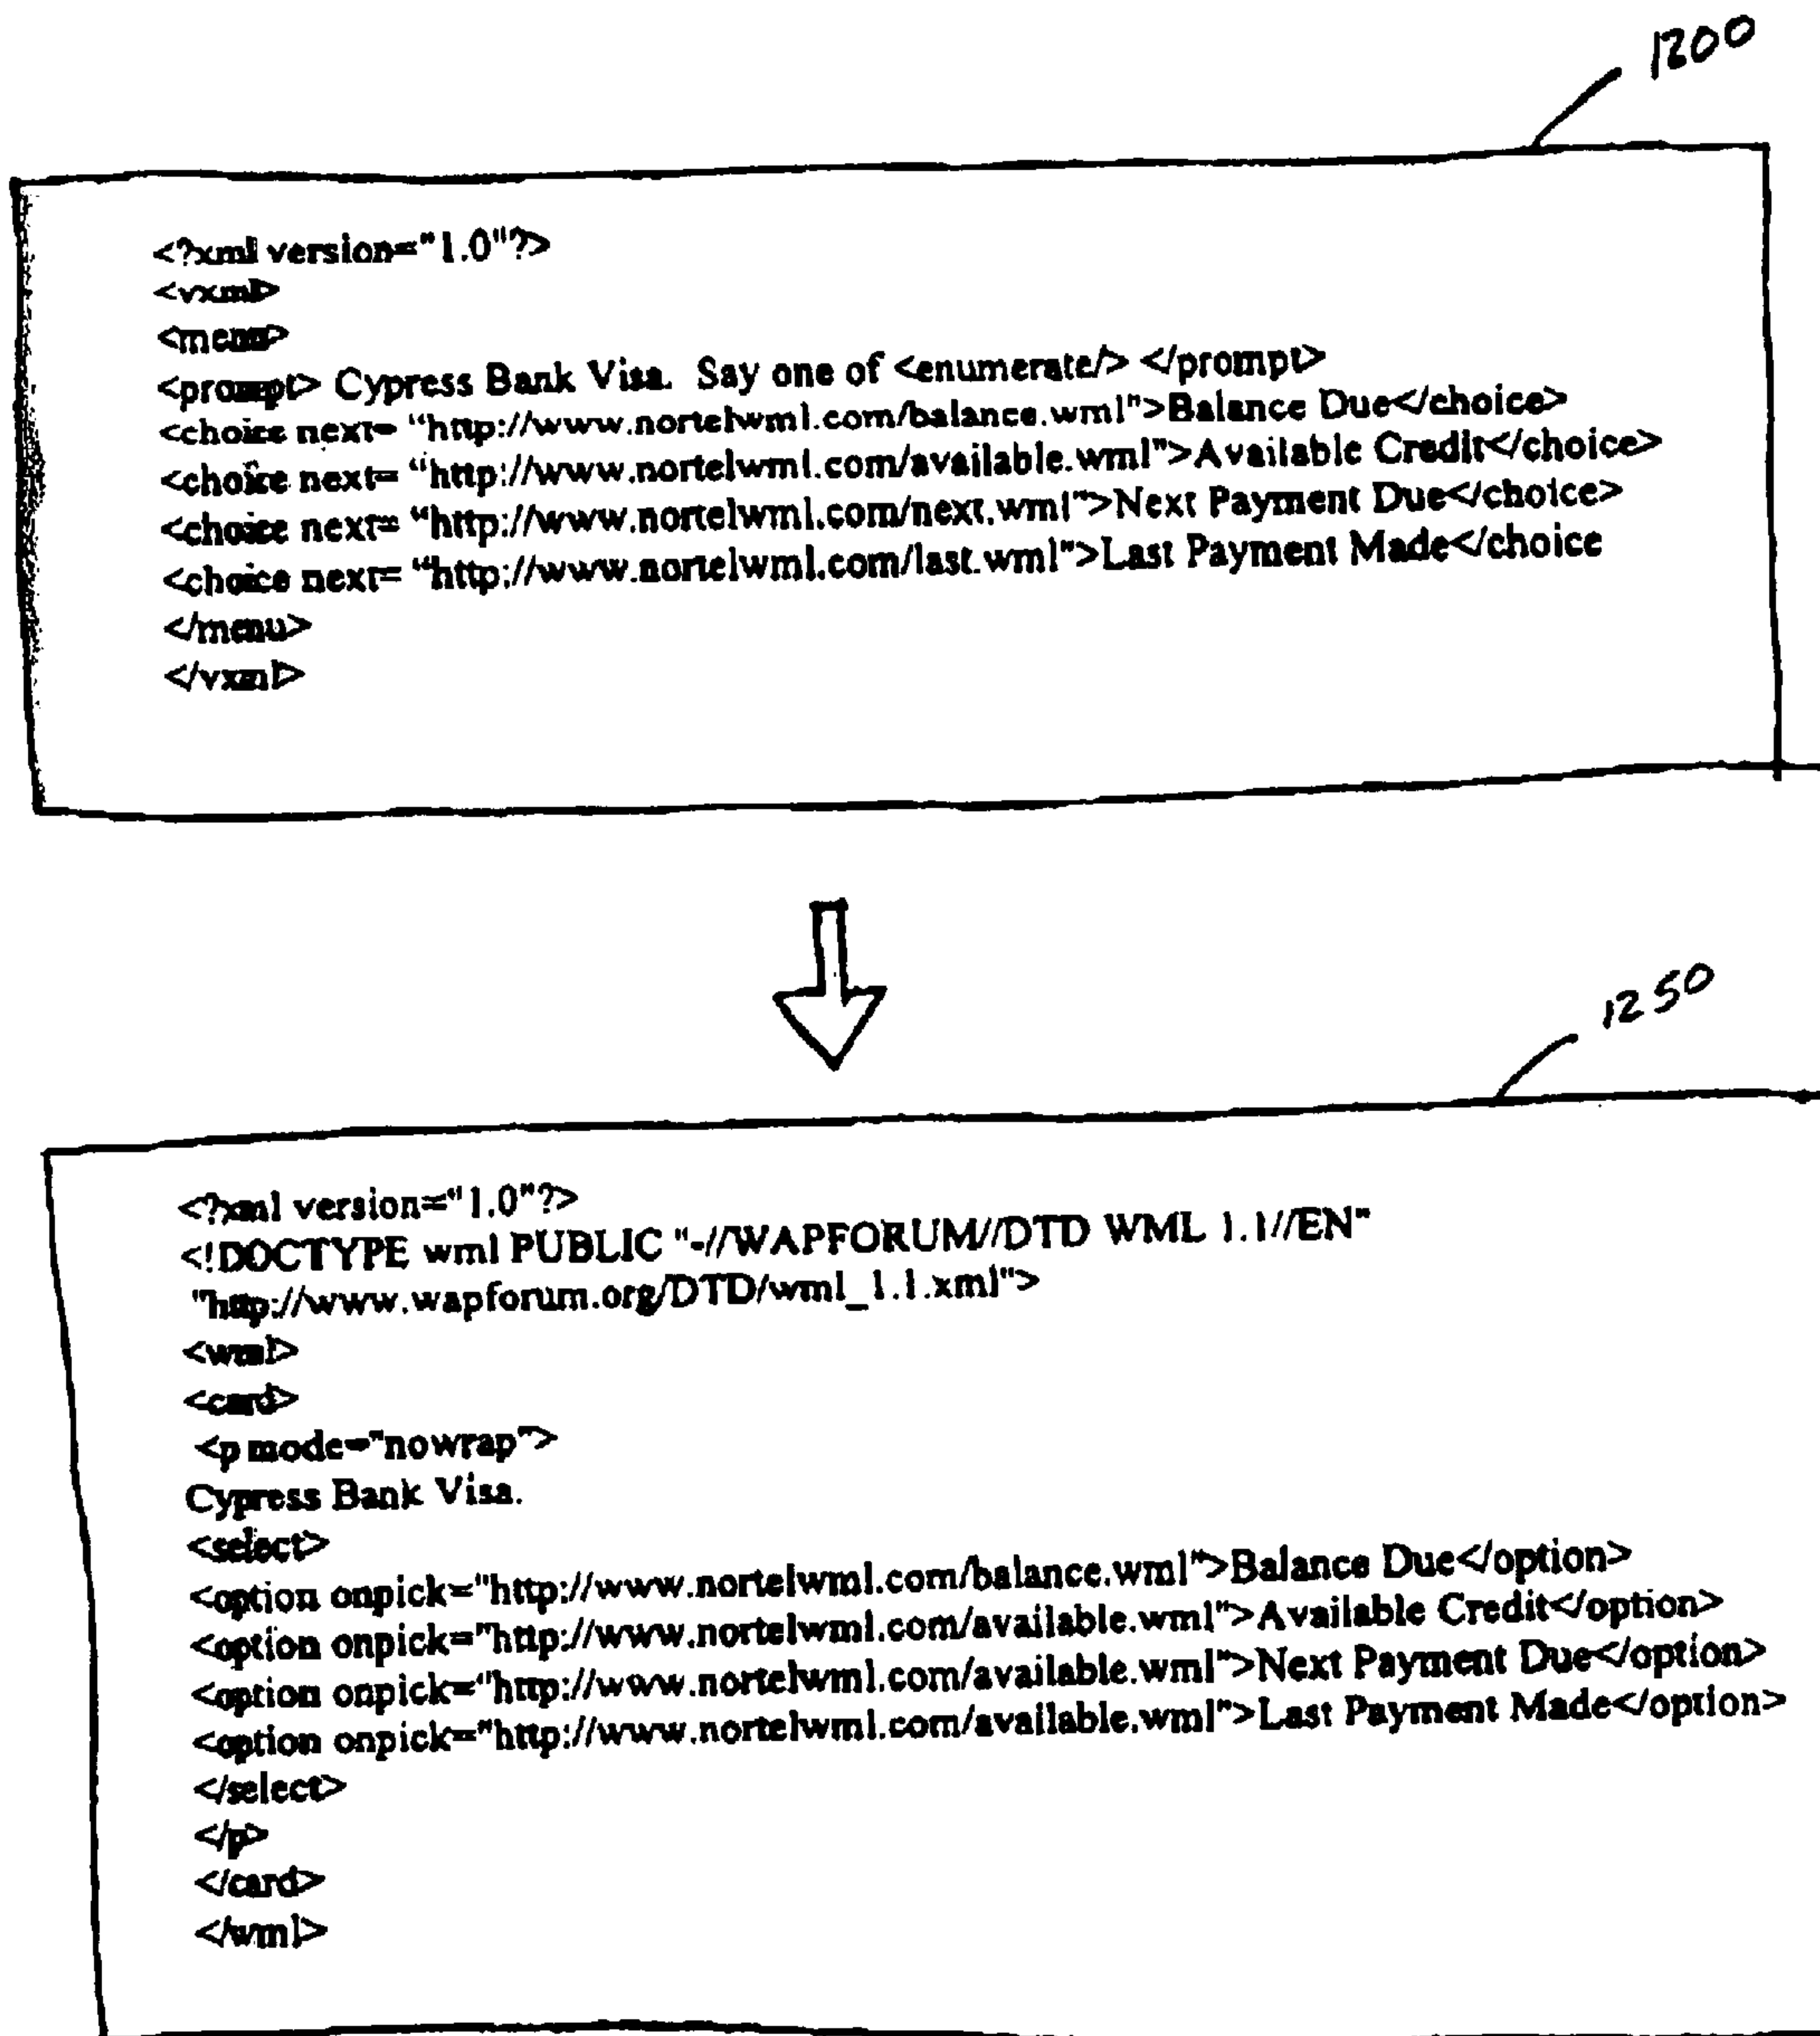 1200
<?xml version="1.0"?>
<vxml>
<menu>
<prompt> Cypress Bank Visa.  Say one of <enumerate/> </prompt>
<choice next= “http://www.nortelwml.com/balance.wml">Balance Due</choice>
<choice next= “http://www.nortelwml.com/available.wml">Available Credit</choice>
<choice next= “http://www.nortelwml.com/next.wml">Next Payment Due</choice>
<choice next= “http://www.nortelwml.com/last.wml">Last Payment Made</choice
</menu>
</vxml>
1250
<?xml version="1.0"?>
<!DOCTYPE wml PUBLIC "-//WAPFORUM//DTD WML 1.1//EN"
"http://www.wapforum.org/DTD/wml_1.1.xml">
<wml>
<card>
<p mode="nowrap">
Cypress Bank Visa.
<select>
<option onpick="http://www.nortelwml.com/balance.wml">Balance Due</option>
<option onpick="http://www.nortelwml.com/available.wml">Available Credit</option>
<option onpick="http://www.nortelwml.com/available.wml">Next Payment Due</option>
<option onpick="http://www.nortelwml.com/available.wml">Last Payment Made</option>
</select>
</p>
</card>
</wml>